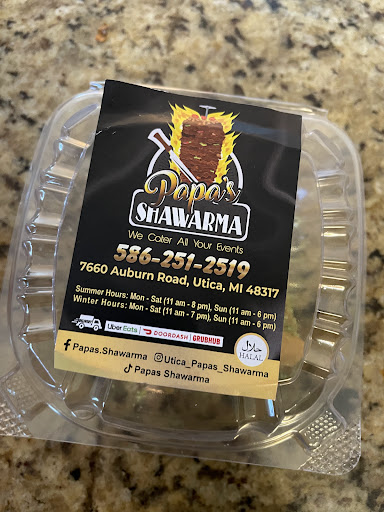 Papa's
SHAWARMA
We Cater All Your Events
586-251-2519
7660 Auburn Road, Utica, MI 48317
Summer Hours: Mon - Sat (11 am - 8 pm), Sun (11 am - 6 pm)
Winter Hours: Mon - Sat (11 am - 7 pm), Sun (11 am - 6 pm)
Uber Eats DOORDASH GRUBHUB
حلال
HALAL
Papas.Shawarma Utica_Papas_Shawarma
Papas Shawarma